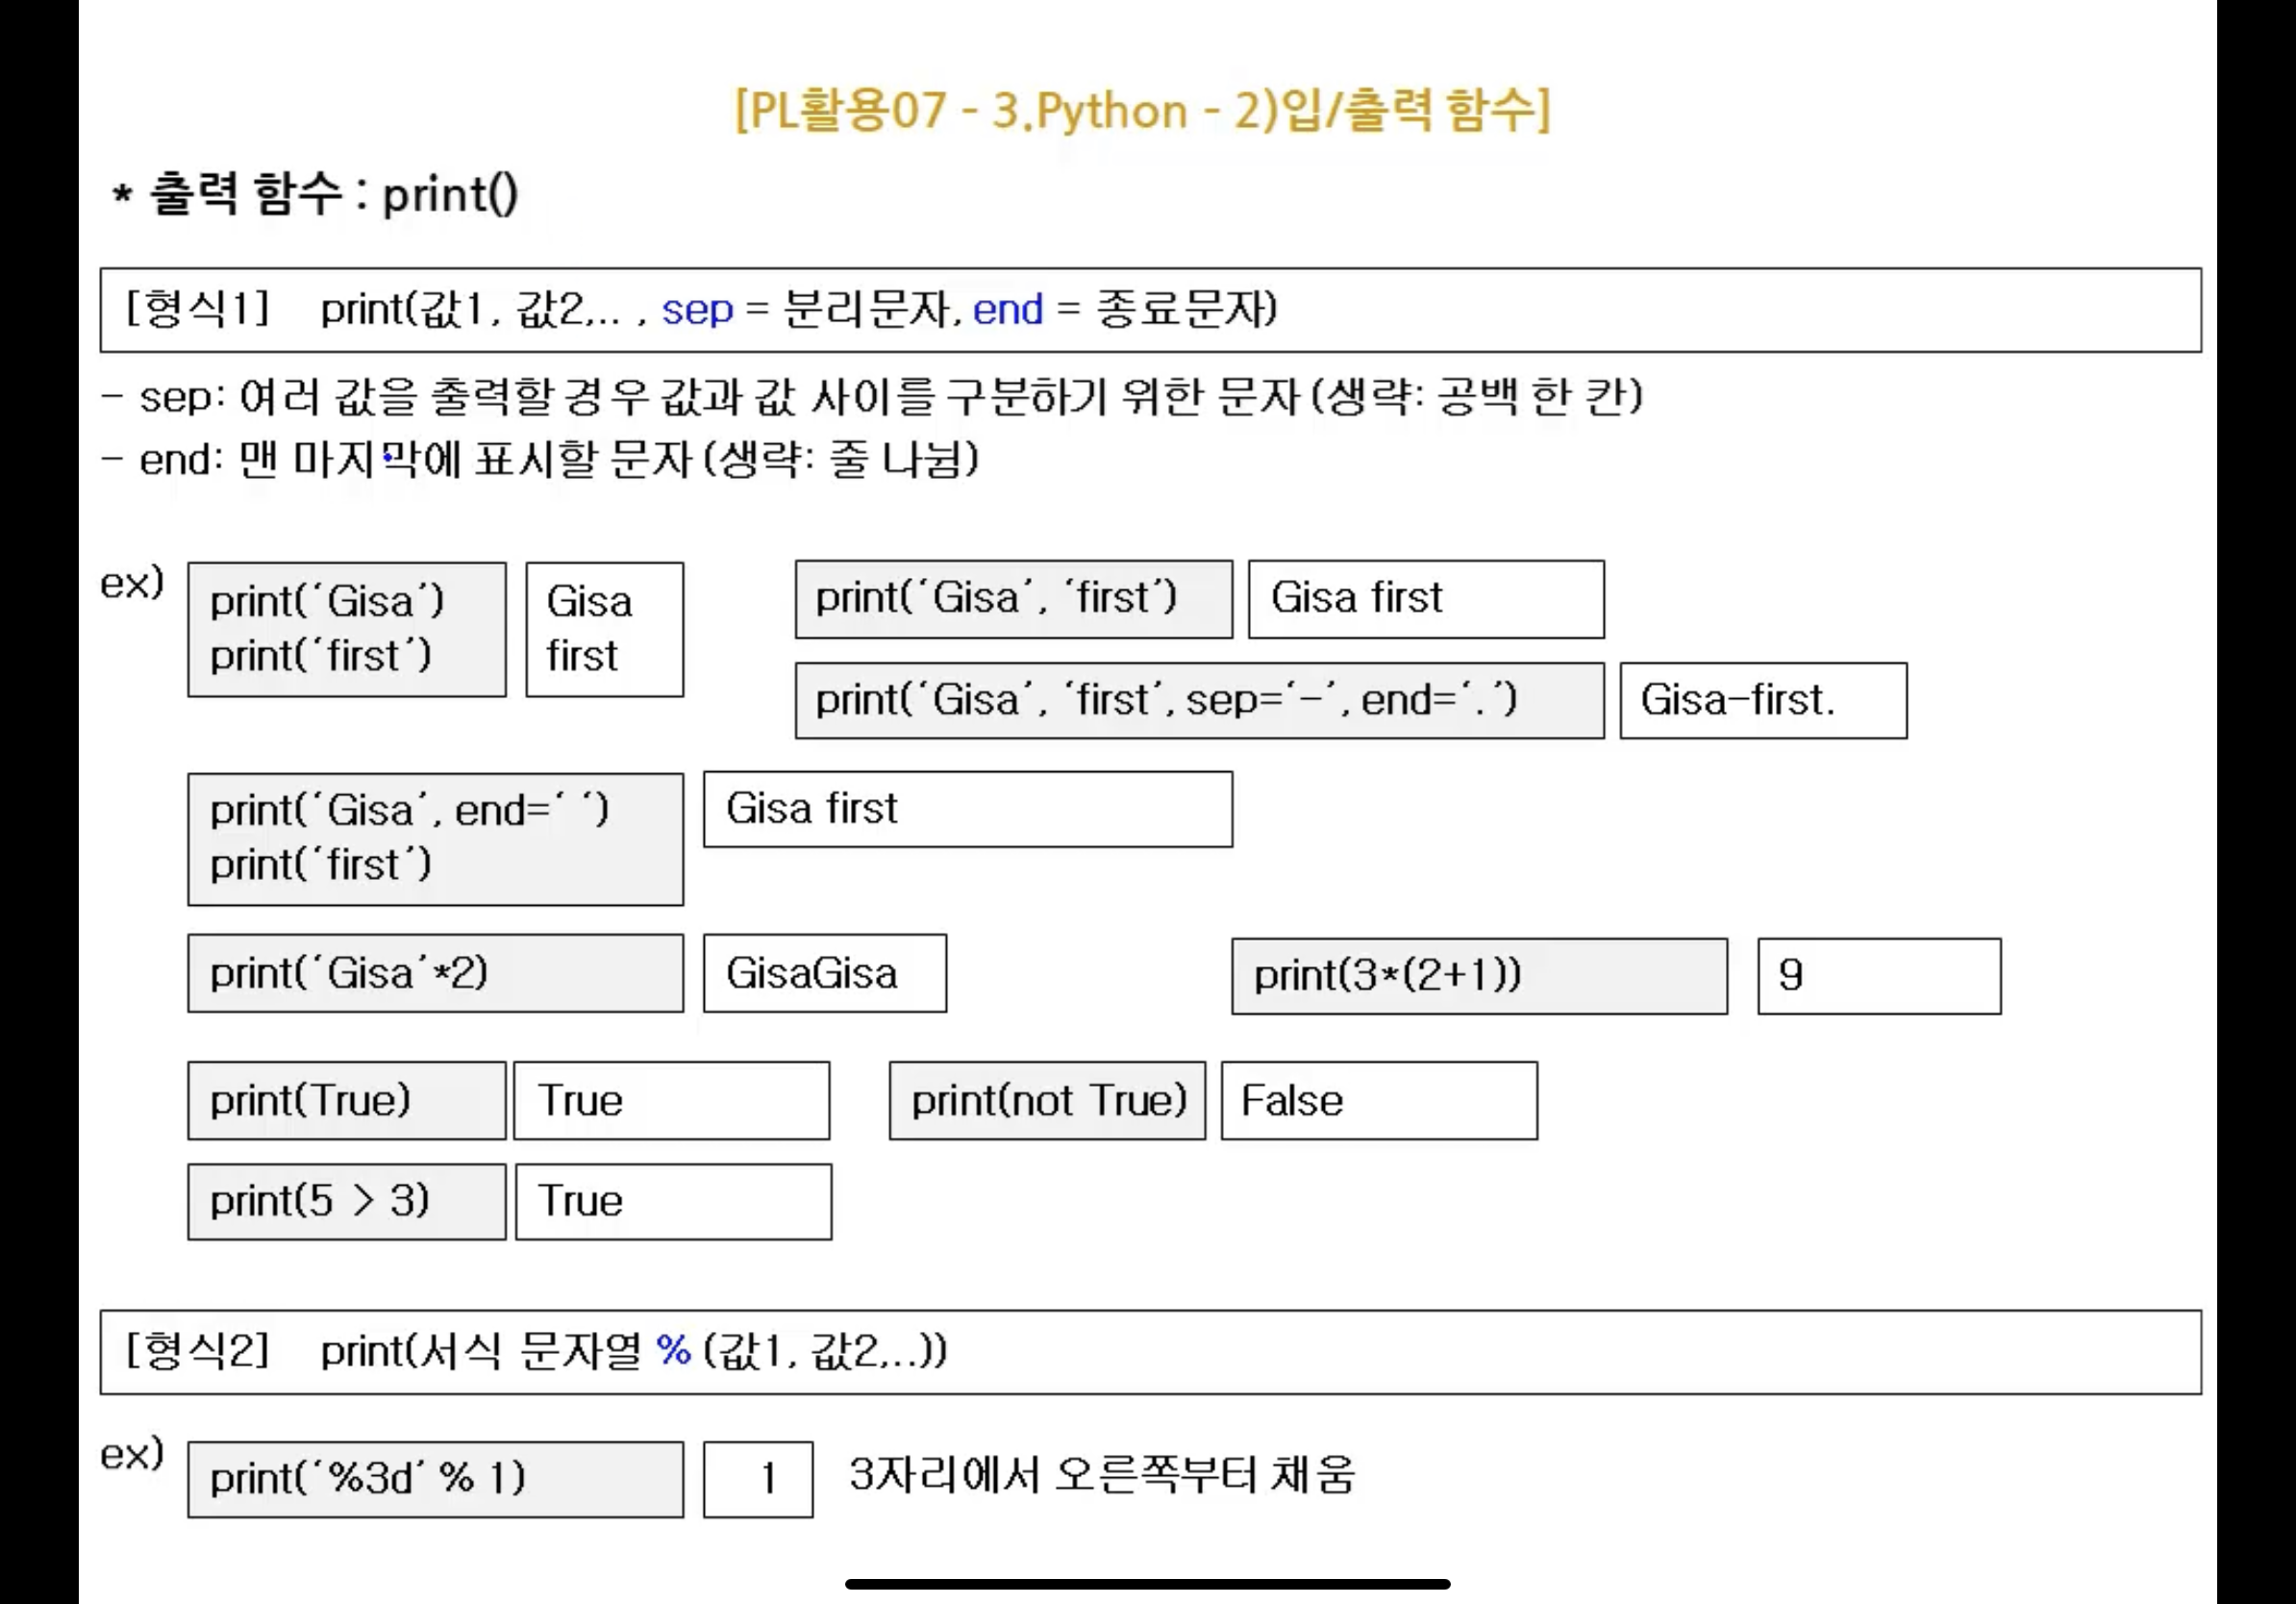 [PL활용07 - 3.Python - 2)입/출력 함수]
* 출력 함수 : print()
[형식1] print(값1, 값2,.. , sep = 분리문자, end = 종료문자)
- sep: 여러 값을 출력할 경우 값과 값 사이를 구분하기 위한 문자 (생략: 공백 한 칸)
- end: 맨 마지막에 표시할 문자 (생략: 줄 나뉨)
ex)
print(‘Gisa’)
print(‘first’)
Gisa
first
print(‘Gisa’, ‘first’)
Gisa first
print(‘Gisa’, ‘first’, sep=‘-’, end=‘.’)
Gisa-first.
print(‘Gisa’, end=‘ ‘)
print(‘first’)
Gisa first
print(‘Gisa’*2)
GisaGisa
print(3*(2+1))
9
print(True)
True
print(not True)
False
print(5 > 3)
True
[형식2] print(서식 문자열 % (값1, 값2,..))
ex)
print(‘%3d’ % 1)
1
3자리에서 오른쪽부터 채움